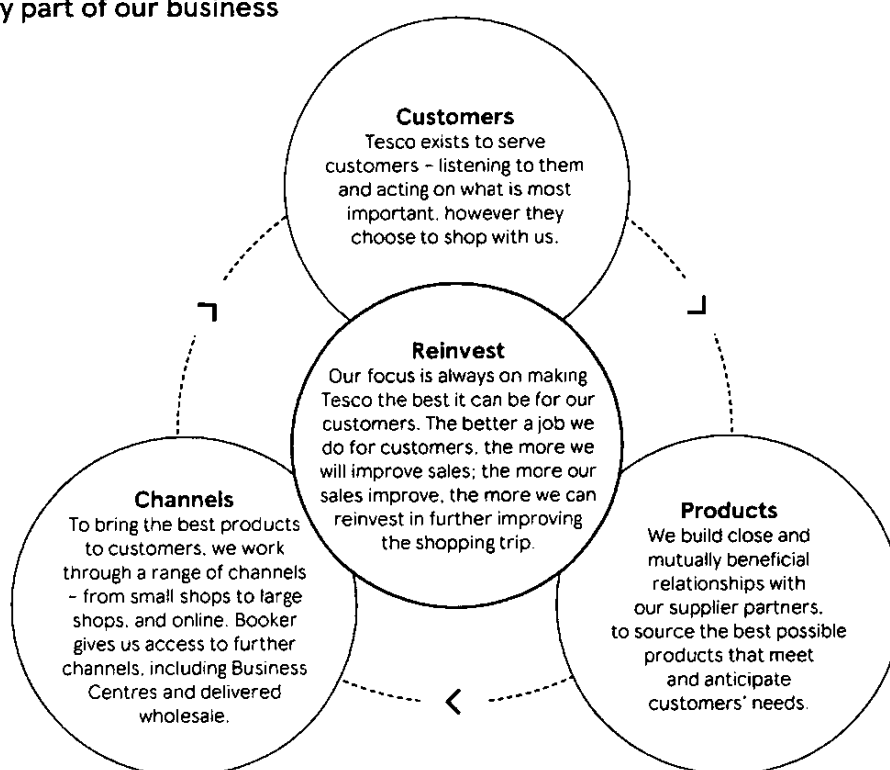 y part of our business
Customers
Tesco exists to serve
customers – listening to them
and acting on what is most
important, however they
choose to shop with us.
Reinvest
Our focus is always on making
Tesco the best it can be for our
customers. The better a job we
do for customers, the more we
will improve sales; the more our
sales improve, the more we can
reinvest in further improving
the shopping trip.
Channels
To bring the best products
to customers, we work
through a range of channels
– from small shops to large
shops, and online. Booker
gives us access to further
channels, including Business
Centres and delivered
wholesale.
Products
We build close and
mutually beneficial
relationships with
our supplier partners,
to source the best possible
products that meet
and anticipate
customers' needs.